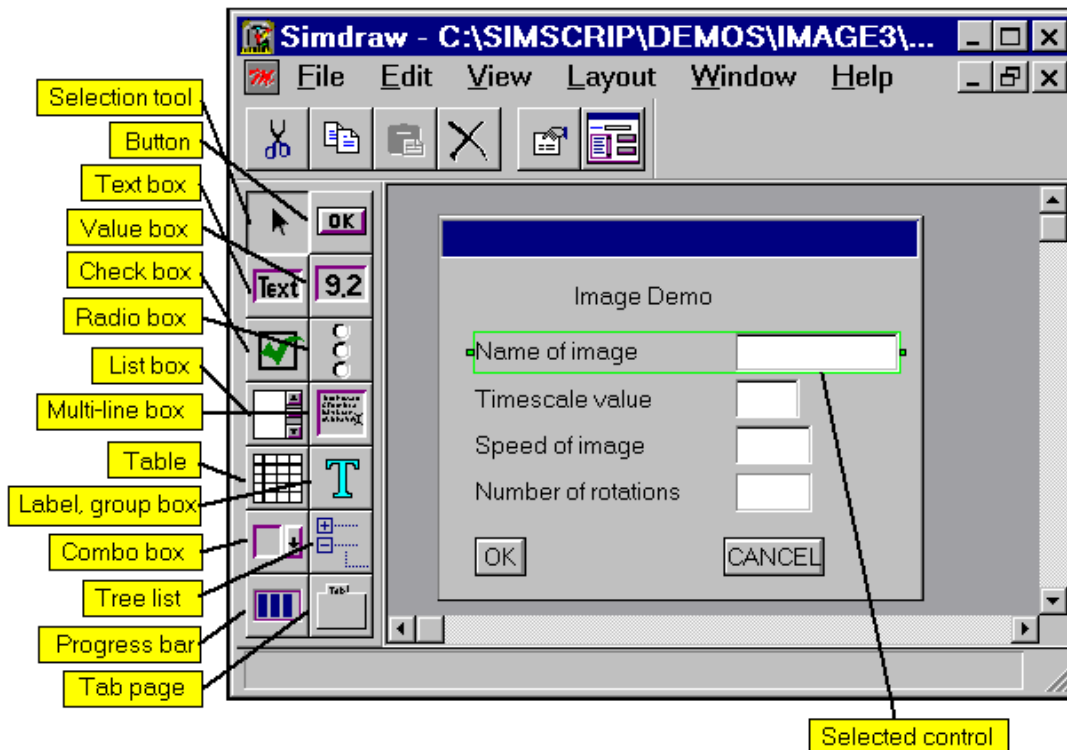 Simdraw - C:\SIMSCRIP\DEMOS\IMAGE3\...
File Edit View Layout Window Help
Selection tool
Button
Text box
Value box
Check box
Radio box
List box
Multi-line box
Table
Label, group box
Combo box
Tree list
Progress bar
Tab page
OK
Text
9.2
T
Tab1
Image Demo
Name of image
Timescale value
Speed of image
Number of rotations
OK CANCEL
Selected control